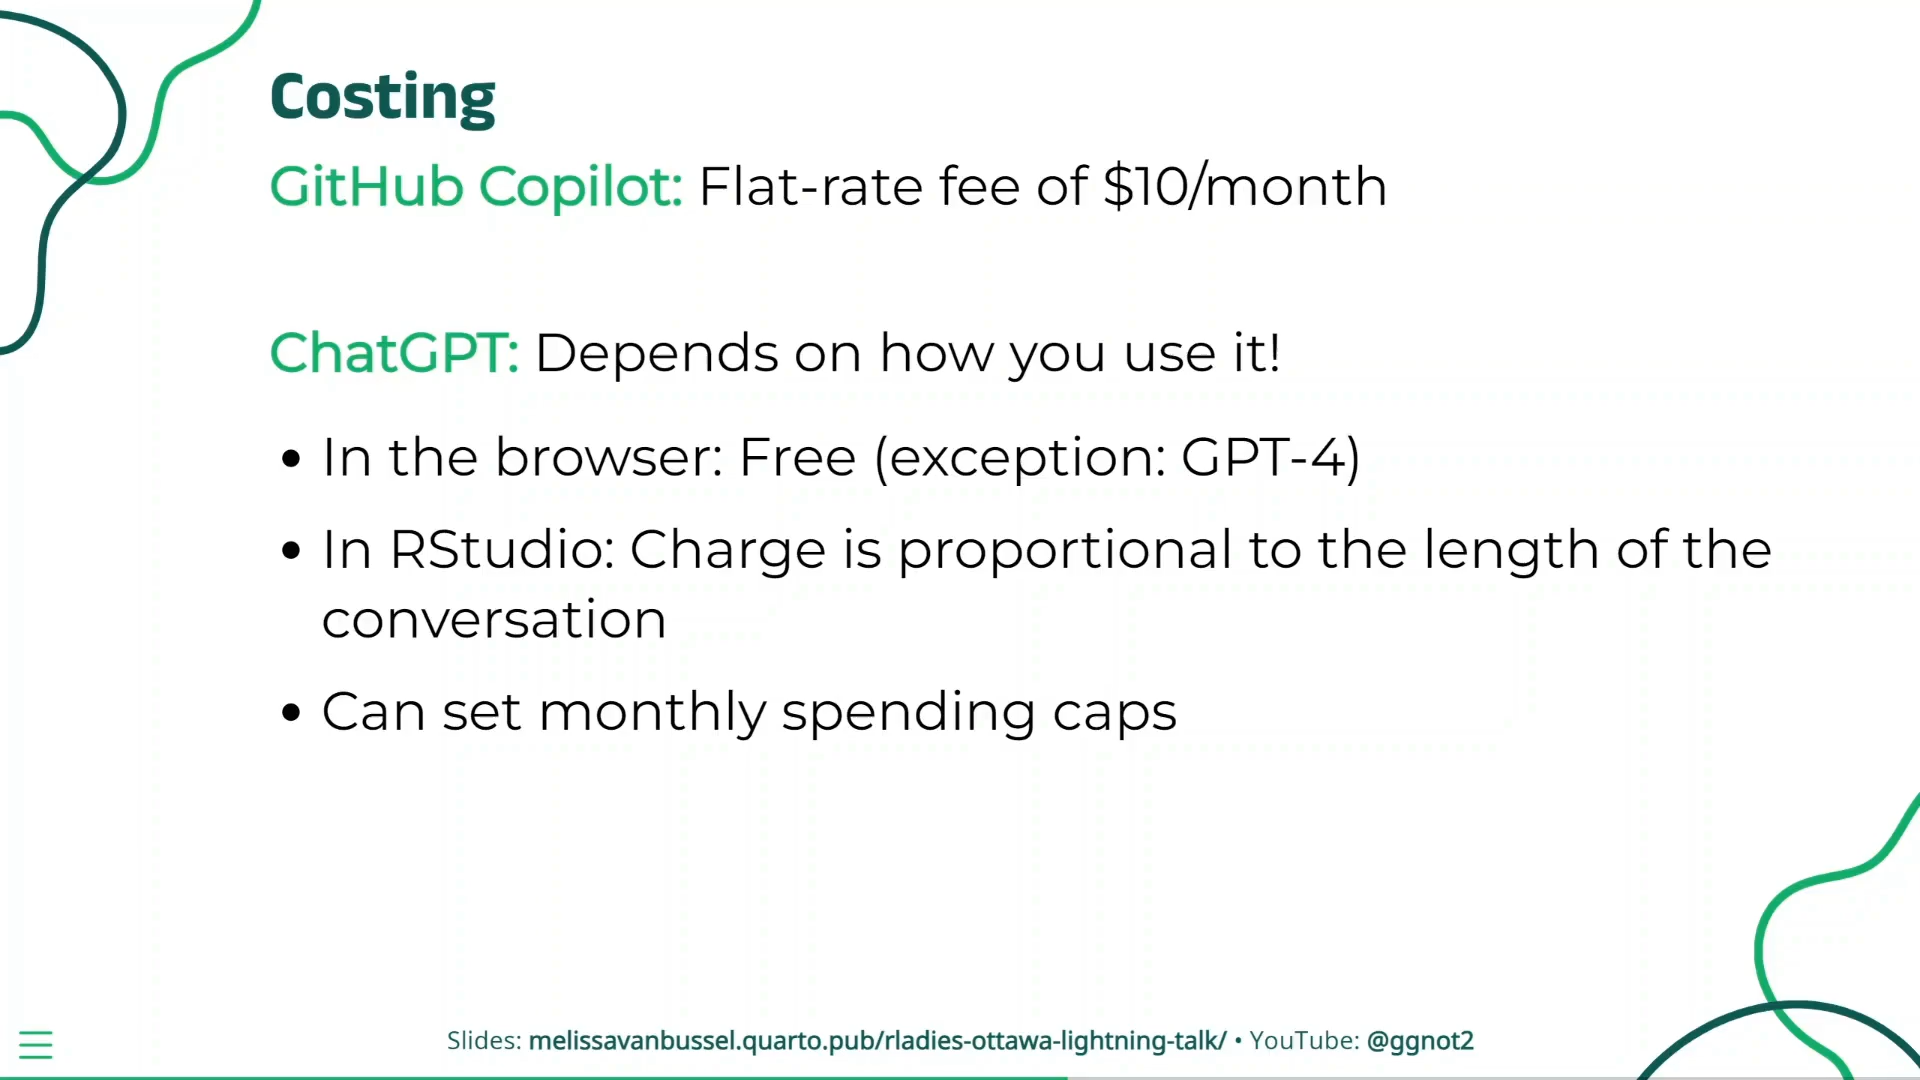 Costing
GitHub Copilot: Flat-rate fee of $10/month
ChatGPT: Depends on how you use it!
• In the browser: Free (exception: GPT-4)
• In RStudio: Charge is proportional to the length of the
conversation
• Can set monthly spending caps
Slides: melissavanbussel.quarto.pub/rladies-ottawa-lightning-talk/ • YouTube: @ggnot2